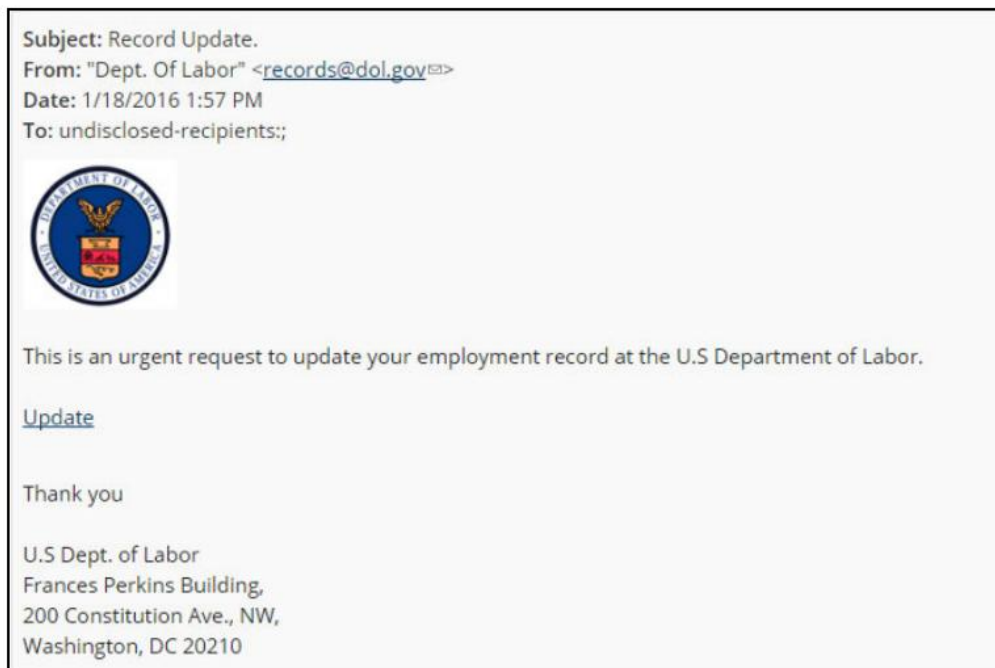 Subject: Record Update.
From: "Dept. Of Labor" <records@dol.gov✉>
Date: 1/18/2016 1:57 PM
To: undisclosed-recipients:;
DEPARTMENT OF LABOR
UNITED STATES OF AMERICA
This is an urgent request to update your employment record at the U.S Department of Labor.
Update
Thank you
U.S Dept. of Labor
Frances Perkins Building,
200 Constitution Ave., NW,
Washington, DC 20210